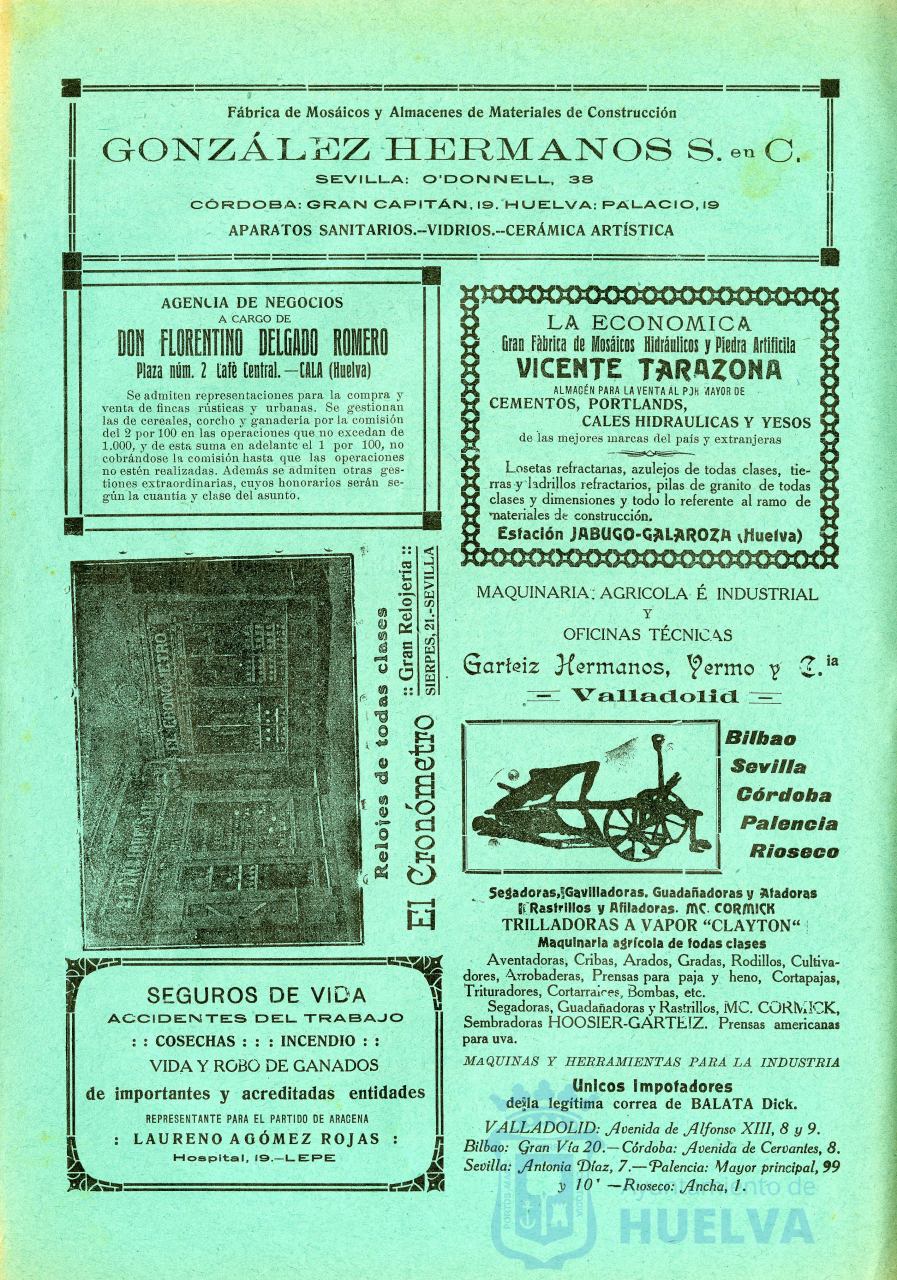 Fábrica de Mosáicos y Almacenes de Materiales de Construcción
GONZÁLEZ HERMANOS S. en C.
SEVILLA: O'DONNELL, 38
CÓRDOBA: GRAN CAPITÁN, 19. HUELVA: PALACIO, 19
APARATOS SANITARIOS.--VIDRIOS.--CERÁMICA ARTÍSTICA
AGENCIA DE NEGOCIOS
A CARGO DE
DON FLORENTINO DELGADO ROMERO
Plaza núm. 2 Café Central. —CALA (Huelva)
Se admiten representaciones para la compra y
venta de fincas rústicas y urbanas. Se gestionan
las de cereales, corcho y ganadería por la comisión
del 2 por 100 en las operaciones que no excedan de
1.000, y de esta suma en adelante el 1 por 100, no
cobrándose la comisión hasta que las operaciones
no estén realizadas. Además se admiten otras ges-
tiones extraordinarias, cuyos honorarios serán se-
gún la cuantía y clase del asunto.
LA ECONOMICA
Gran Fàbrica de Mosáicos Hidráulicos y Piedra Artificila
VICENTE TARAZONA
ALMACÉN PARA LA VENTA AL POR MAYOR DE
CEMENTOS, PORTLANDS,
CALES HIDRAULICAS Y YESOS
de las mejores marcas del país y extranjeras
Losetas refractarias, azulejos de todas clases, tie-
rras y ladrillos refractarios, pilas de granito de todas
clases y dimensiones y todo lo referente al ramo de
materiales de construcción.
Estación JABUGO-GALAROZA (Huelva)
EL CRONOMETRO
Relojes de todas clases
El Cronómetro
:: Gran Relojería ::
SIERPES, 21.-SEVILLA
MAQUINARIA: AGRICOLA É INDUSTRIAL
Y
OFICINAS TÉCNICAS
Garteiz Hermanos, Yermo y C.ia
Valladolid
Bilbao
Sevilla
Córdoba
Palencia
Rioseco
Segadoras, Gavilladoras, Guadañadoras y Atadoras
Rastrillos y Afiladoras. MC. CORMICK
TRILLADORAS A VAPOR "CLAYTON"
Maquinaria agrícola de todas clases
Aventadoras, Cribas, Arados, Gradas, Rodillos, Cultiva-
dores, Arrobaderas, Prensas para paja y heno, Cortapajas,
Trituradores, Cortarraices, Bombas, etc.
Segadoras, Guadañadoras y Rastrillos, MC. CORMICK,
Sembradoras HOOSIER-GARTEIZ. Prensas americanas
para uva.
MAQUINAS Y HERRAMIENTAS PARA LA INDUSTRIA
Unicos Impotadores
de la legítima correa de BALATA Dick.
VALLADOLID: Avenida de Alfonso XIII, 8 y 9.
Bilbao: Gran Vía 20.—Córdoba: Avenida de Cervantes, 8.
Sevilla: Antonia Díaz, 7.—Palencia: Mayor principal, 99
y 10 —Rioseco: Ancha, 1.
SEGUROS DE VIDA
ACCIDENTES DEL TRABAJO
: : COSECHAS : : : INCENDIO : :
VIDA Y ROBO DE GANADOS
de importantes y acreditadas entidades
REPRESENTANTE PARA EL PARTIDO DE ARACENA
: LAURENO AGÓMEZ ROJAS :
Hospital, 19.—LEPE
Ayuntamiento de
HUELVA